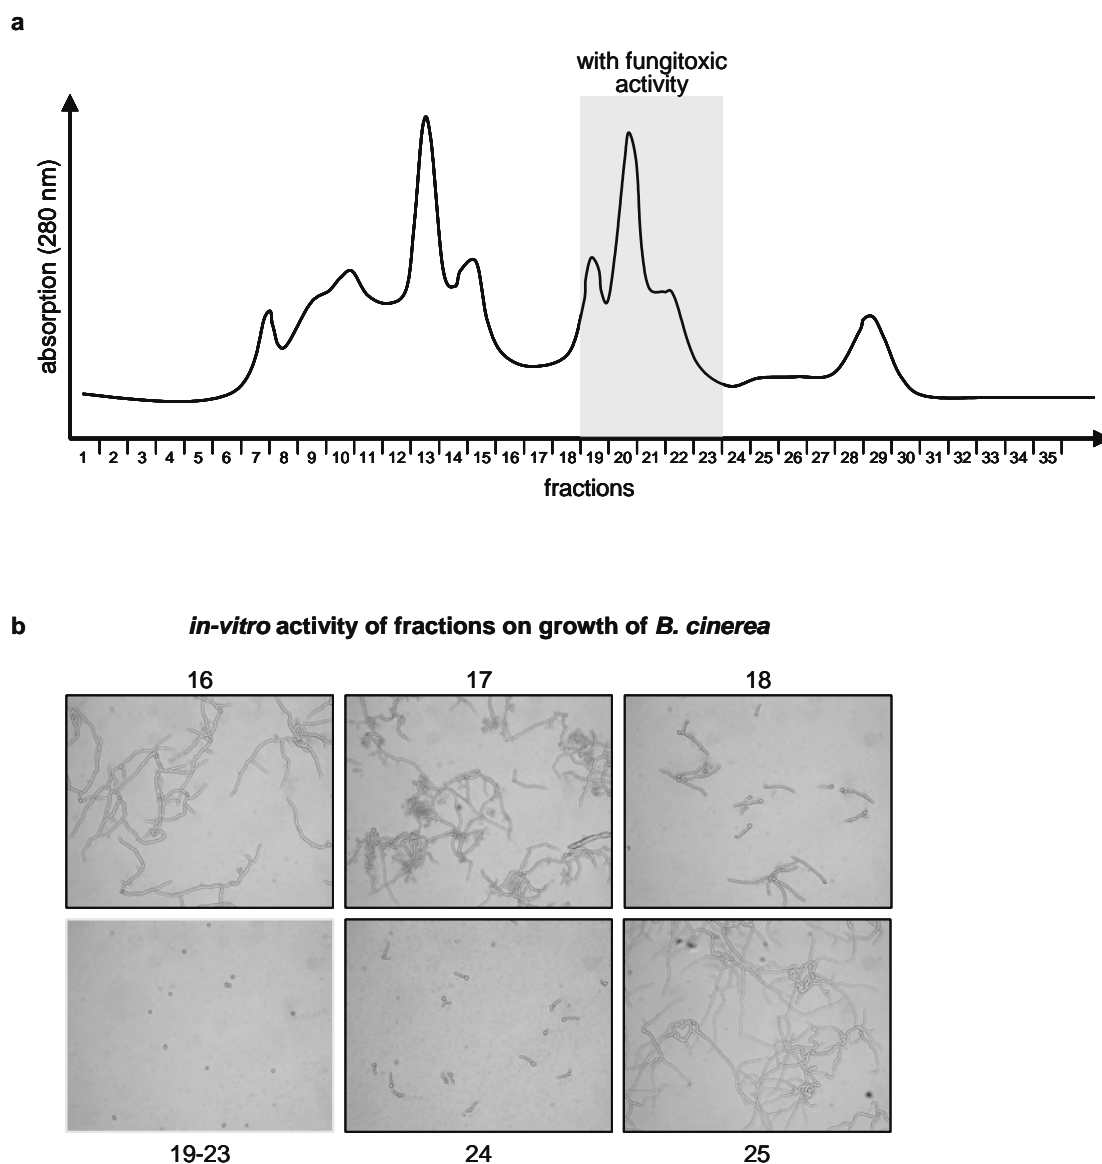 a
with fungitoxic
activity
absorption (280 nm)
1 2 3 4 5 6 7 8 9 10 11 12 13 14 15 16 17 18 19 20 21 22 23 24 25 26 27 28 29 30 31 32 33 34 35
fractions
b
in-vitro activity of fractions on growth of B. cinerea
16 17 18
19-23 24 25